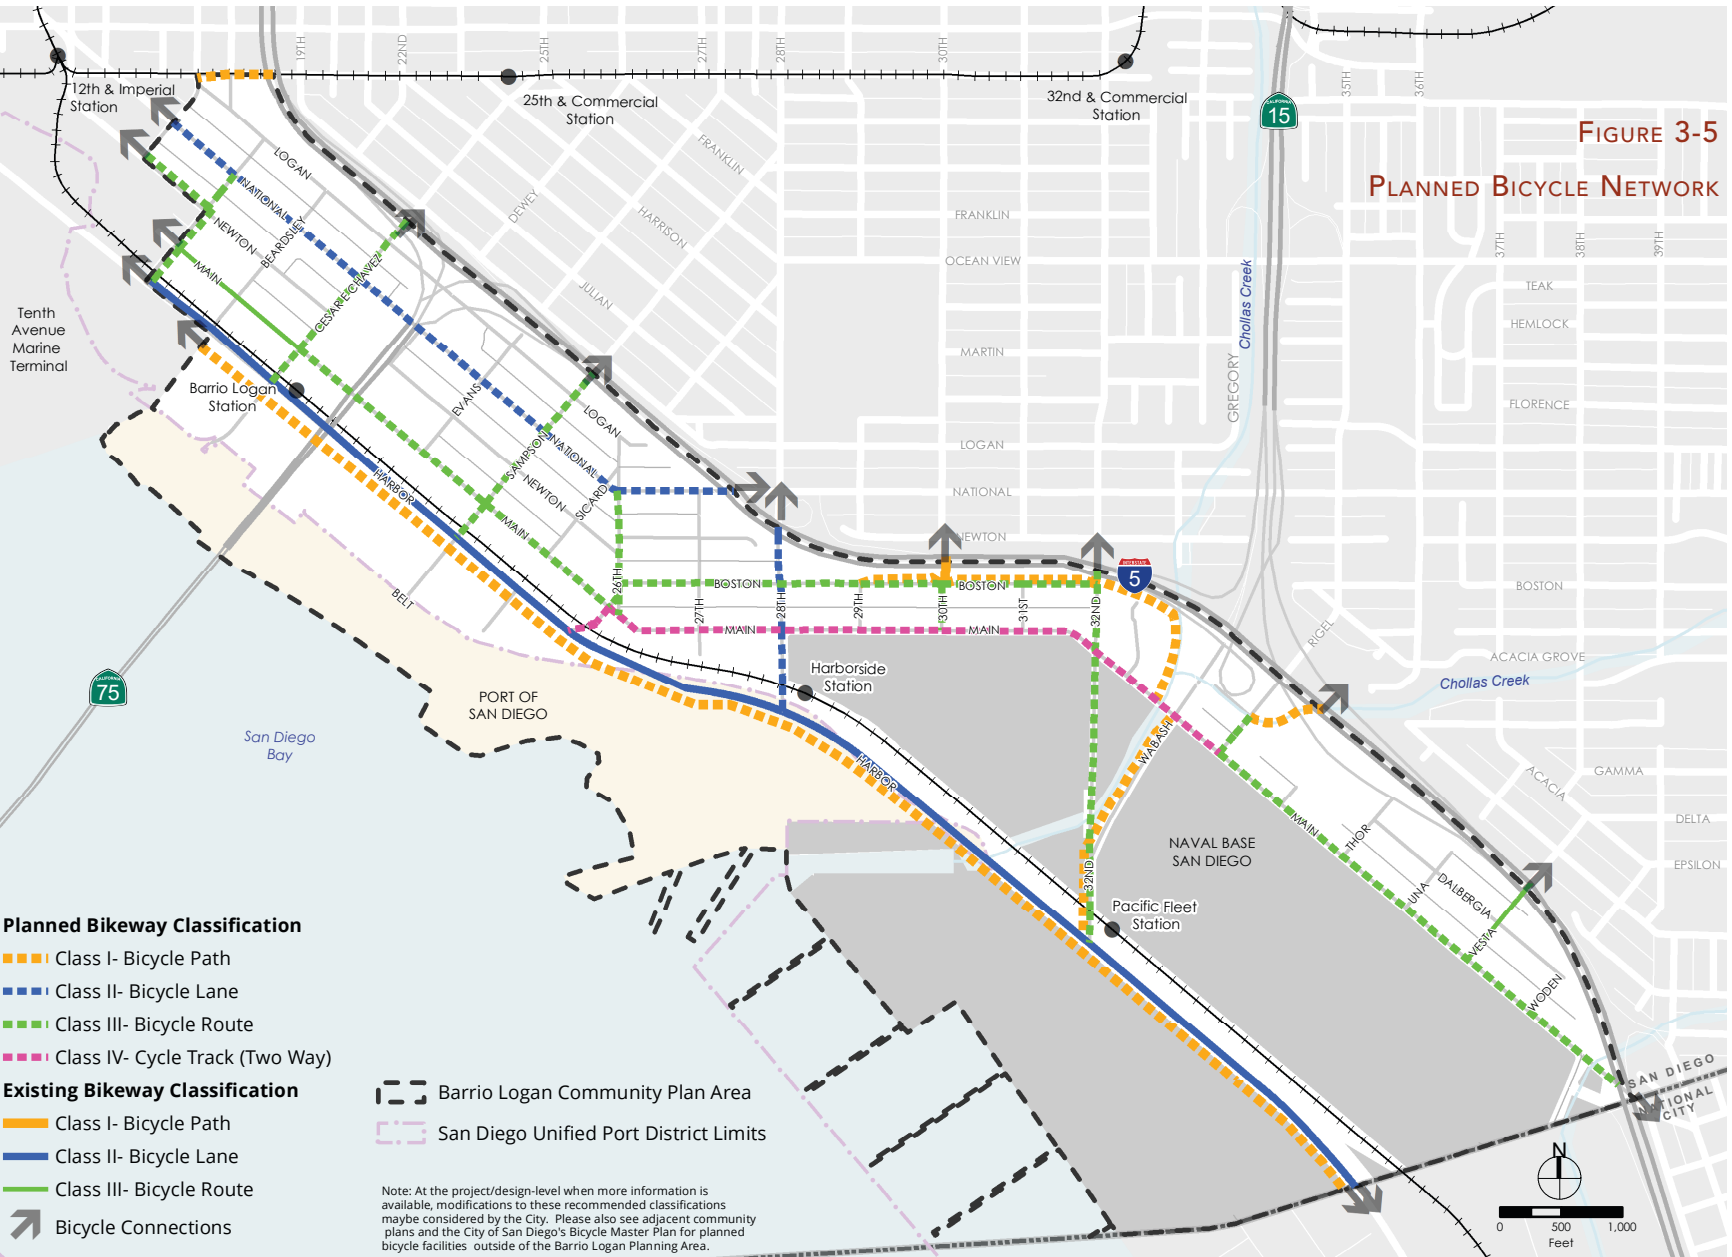 FIGURE 3-5
PLANNED BICYCLE NETWORK
19TH
22ND
25TH
27TH
28TH
30TH
35TH
36TH
12th & Imperial
Station
25th & Commercial
Station
32nd & Commercial
Station
CALIFORNIA
15
LOGAN
FRANKLIN
DEWEY
HARRISON
FRANKLIN
NATIONAL
NEWTON
BEARDSLEY
MAIN
CESAR E CHAVEZ
JULIAN
OCEAN VIEW
Chollas Creek
37TH
38TH
39TH
TEAK
HEMLOCK
Tenth
Avenue
Marine
Terminal
MARTIN
GREGORY
FLORENCE
Barrio Logan
Station
EVANS
LOGAN
LOGAN
SAMPSON
NATIONAL
HARBOR
NEWTON
SICARD
NATIONAL
MAIN
NEWTON
INTERSTATE
5
26TH
BOSTON
BOSTON
BOSTON
BELT
27TH
28TH
29TH
30TH
31ST
32ND
MAIN
MAIN
RIGEL
ACACIA GROVE
Chollas Creek
CALIFORNIA
75
Harborside
Station
PORT OF
SAN DIEGO
San Diego
Bay
WABASH
HARBOR
ACACIA
GAMMA
DELTA
EPSILON
MAIN
THOR
NAVAL BASE
SAN DIEGO
32ND
UNA
DALBERGIA
VESTA
WODEN
Pacific Fleet
Station
Planned Bikeway Classification
Class I- Bicycle Path
Class II- Bicycle Lane
Class III- Bicycle Route
Class IV- Cycle Track (Two Way)
Existing Bikeway Classification
Class I- Bicycle Path
Class II- Bicycle Lane
Class III- Bicycle Route
Bicycle Connections
Barrio Logan Community Plan Area
San Diego Unified Port District Limits
Note: At the project/design-level when more information is
available, modifications to these recommended classifications
maybe considered by the City. Please also see adjacent community
plans and the City of San Diego's Bicycle Master Plan for planned
bicycle facilities outside of the Barrio Logan Planning Area.
SAN DIEGO
NATIONAL
CITY
N
0 500 1,000
Feet